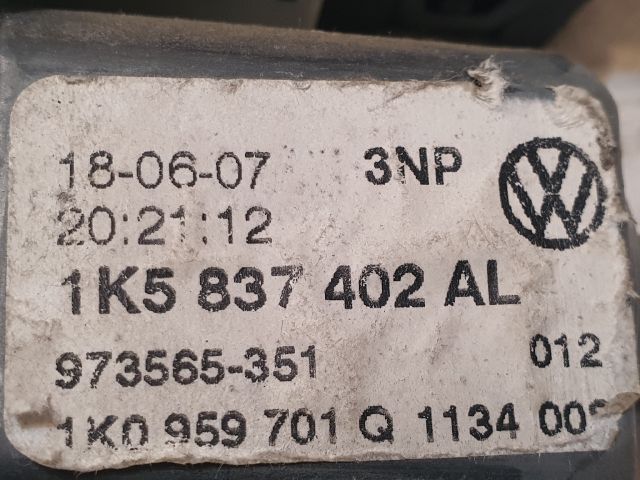 18-06-07 3NP
20:21:12
1K5 837 402 AL
973565-351 012
1K0 959 701 Q 1134